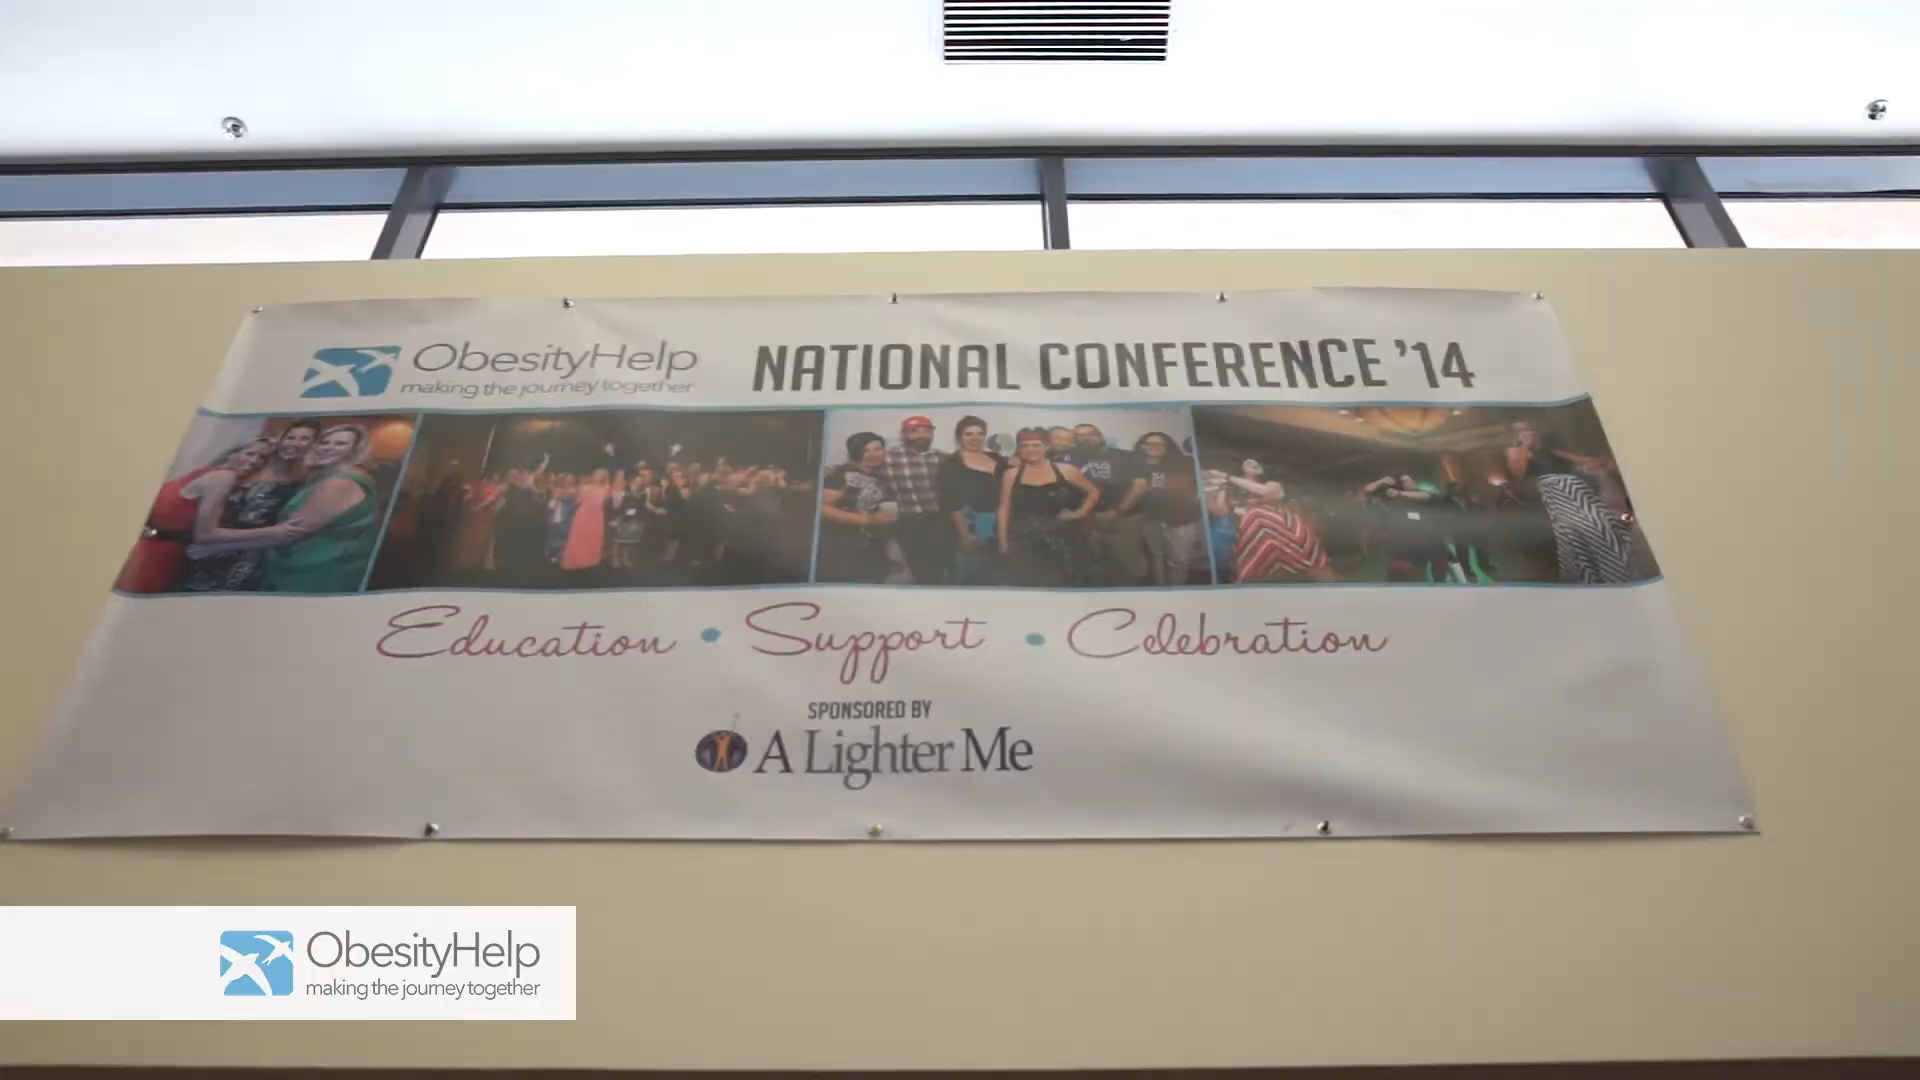 ObesityHelp
making the journey together
NATIONAL CONFERENCE '14
Education • Support • Celebration
SPONSORED BY
A Lighter Me
ObesityHelp
making the journey together